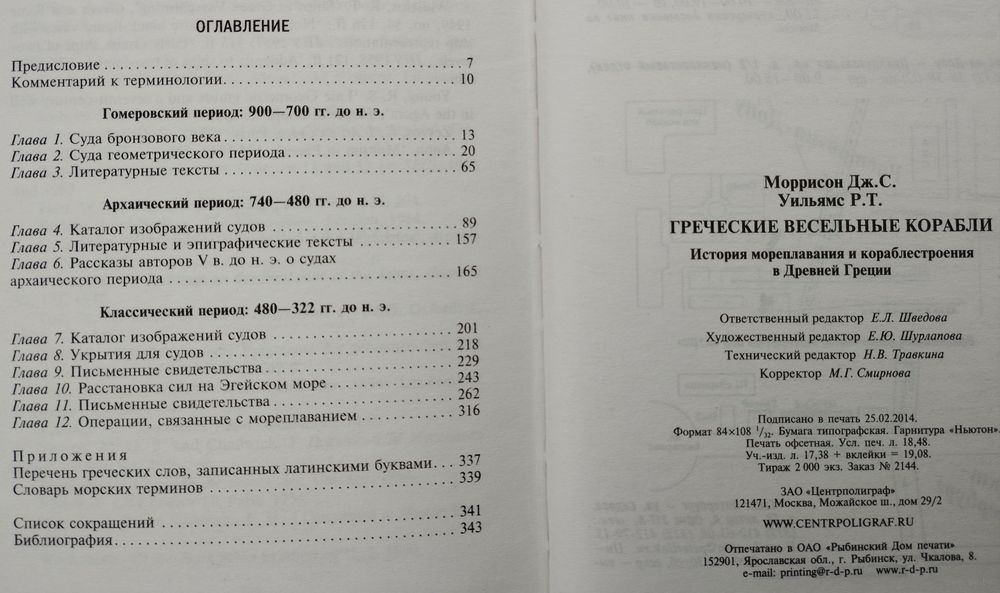 ОГЛАВЛЕНИЕ
Предисловие . . . . . . . . . . . . . . . . . . . . . . . . . . . . . . . . . . . . . 7
Комментарий к терминологии. . . . . . . . . . . . . . . . . . . . . . . . 10
Гомеровский период: 900—700 гг. до н. э.
Глава 1. Суда бронзового века . . . . . . . . . . . . . . . . . . . . . . . . 13
Глава 2. Суда геометрического периода . . . . . . . . . . . . . . . . . 20
Глава 3. Литературные тексты . . . . . . . . . . . . . . . . . . . . . . . . 65
Архаический период: 740—480 гг. до н. э.
Глава 4. Каталог изображений судов . . . . . . . . . . . . . . . . . . . 89
Глава 5. Литературные и эпиграфические тексты . . . . . . . . . . 157
Глава 6. Рассказы авторов V в. до н. э. о судах
архаического периода . . . . . . . . . . . . . . . . . . . . . . . . . . . . . 165
Классический период: 480—322 гг. до н. э.
Глава 7. Каталог изображений судов . . . . . . . . . . . . . . . . . . . 201
Глава 8. Укрытия для судов . . . . . . . . . . . . . . . . . . . . . . . . . 218
Глава 9. Письменные свидетельства . . . . . . . . . . . . . . . . . . . 229
Глава 10. Расстановка сил на Эгейском море . . . . . . . . . . . . . 243
Глава 11. Письменные свидетельства . . . . . . . . . . . . . . . . . . 262
Глава 12. Операции, связанные с мореплаванием . . . . . . . . . . 316
Приложения
Перечень греческих слов, записанных латинскими буквами. . . 337
Словарь морских терминов . . . . . . . . . . . . . . . . . . . . . . . . . 339
Список сокращений . . . . . . . . . . . . . . . . . . . . . . . . . . . . . . 341
Библиография. . . . . . . . . . . . . . . . . . . . . . . . . . . . . . . . . . 343
Моррисон Дж.С.
Уильямс Р.Т.
ГРЕЧЕСКИЕ ВЕСЕЛЬНЫЕ КОРАБЛИ
История мореплавания и кораблестроения
в Древней Греции
Ответственный редактор Е.Л. Шведова
Художественный редактор Е.Ю. Шурлапова
Технический редактор Н.В. Травкина
Корректор М.Г. Смирнова
Подписано в печать 25.02.2014.
Формат 84×108 1/32. Бумага типографская. Гарнитура «Ньютон».
Печать офсетная. Усл. печ. л. 18,48.
Уч.-изд. л. 17,38 + вклейки = 19,08.
Тираж 2 000 экз. Заказ № 2144.
ЗАО «Центрполиграф»
121471, Москва, Можайское ш., дом 29/2
WWW.CENTRPOLIGRAF.RU
Отпечатано в ОАО «Рыбинский Дом печати»
152901, Ярославская обл., г. Рыбинск, ул. Чкалова, 8.
e-mail: printing@r-d-p.ru www.r-d-p.ru